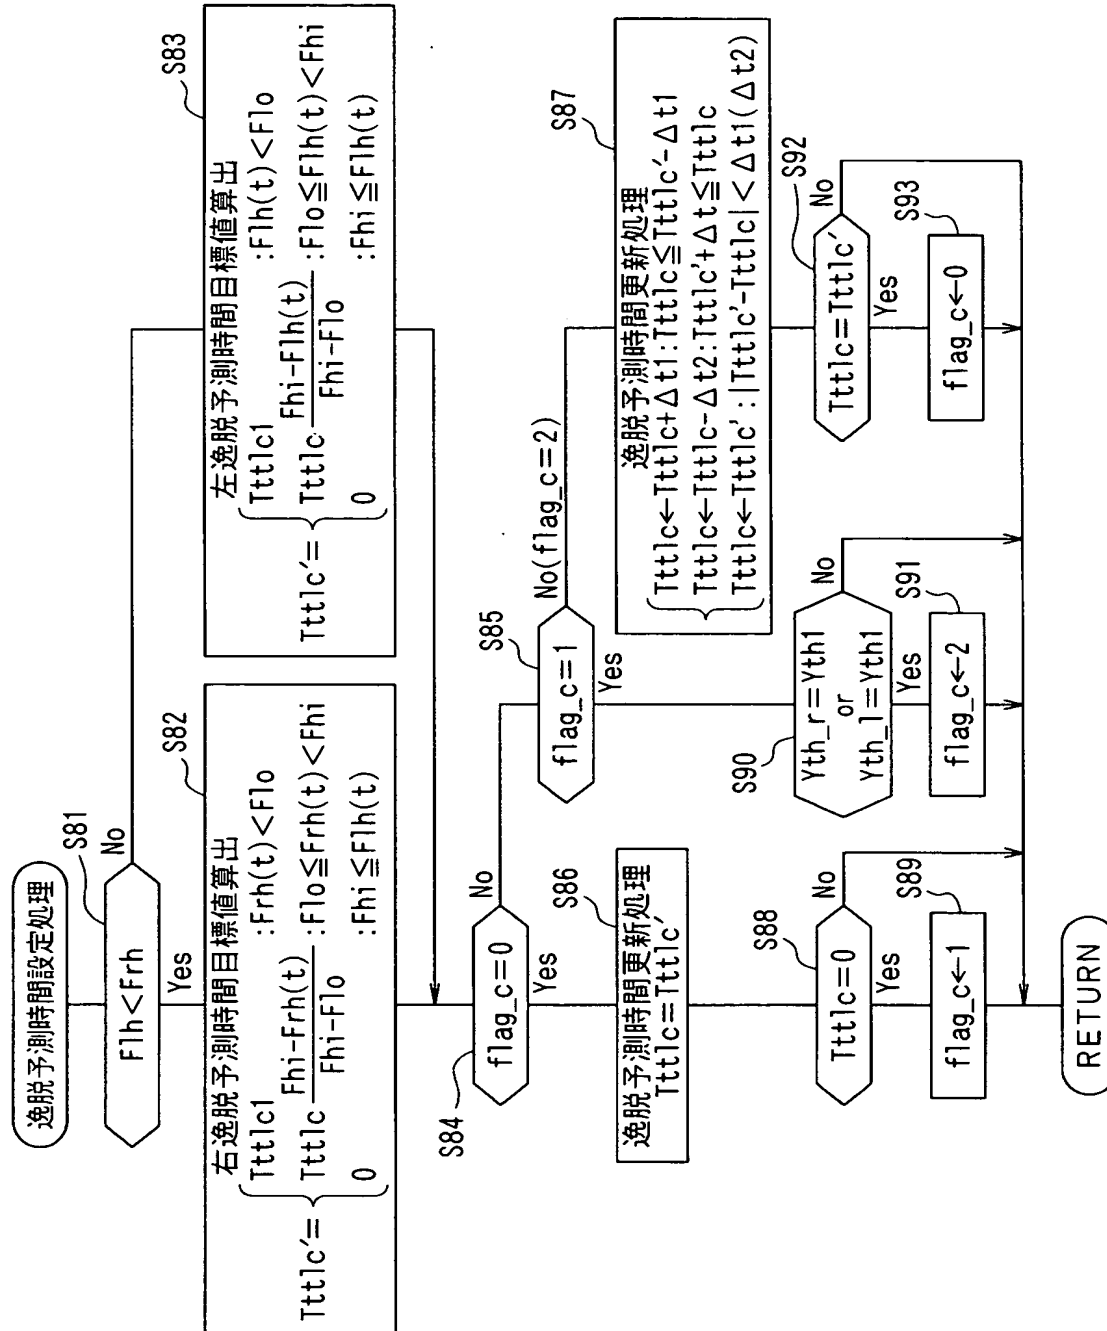 逸脱予測時間設定処理
S81
Flh<Frh
No
Yes
S82
右逸脱予測時間目標値算出
Tttlc'=
Tttlc1 :Frh(t)<Flo
Tttlc Fhi-Frh(t) / Fhi-Flo :Flo≦Frh(t)<Fhi
0 :Fhi≦Flh(t)
S83
左逸脱予測時間目標値算出
Tttlc'=
Tttlc1 :Flh(t)<Flo
Tttlc Fhi-Flh(t) / Fhi-Flo :Flo≦Flh(t)<Fhi
0 :Fhi≦Flh(t)
S84
flag_c=0
No
Yes
S85
flag_c=1
No(flag_c=2)
Yes
S86
逸脱予測時間更新処理
Tttlc=Tttlc'
S87
逸脱予測時間更新処理
Tttlc←Tttlc+Δt1:Tttlc≦Tttlc'-Δt1
Tttlc←Tttlc-Δt2:Tttlc'+Δt≦Tttlc
Tttlc←Tttlc':|Tttlc'-Tttlc|<Δt1(Δt2)
S88
Tttlc=0
No
Yes
S89
flag_c←1
S90
Yth_r=Yth1
or
Yth_l=Yth1
No
Yes
S91
flag_c←2
S92
Tttlc=Tttlc'
No
Yes
S93
flag_c←0
RETURN